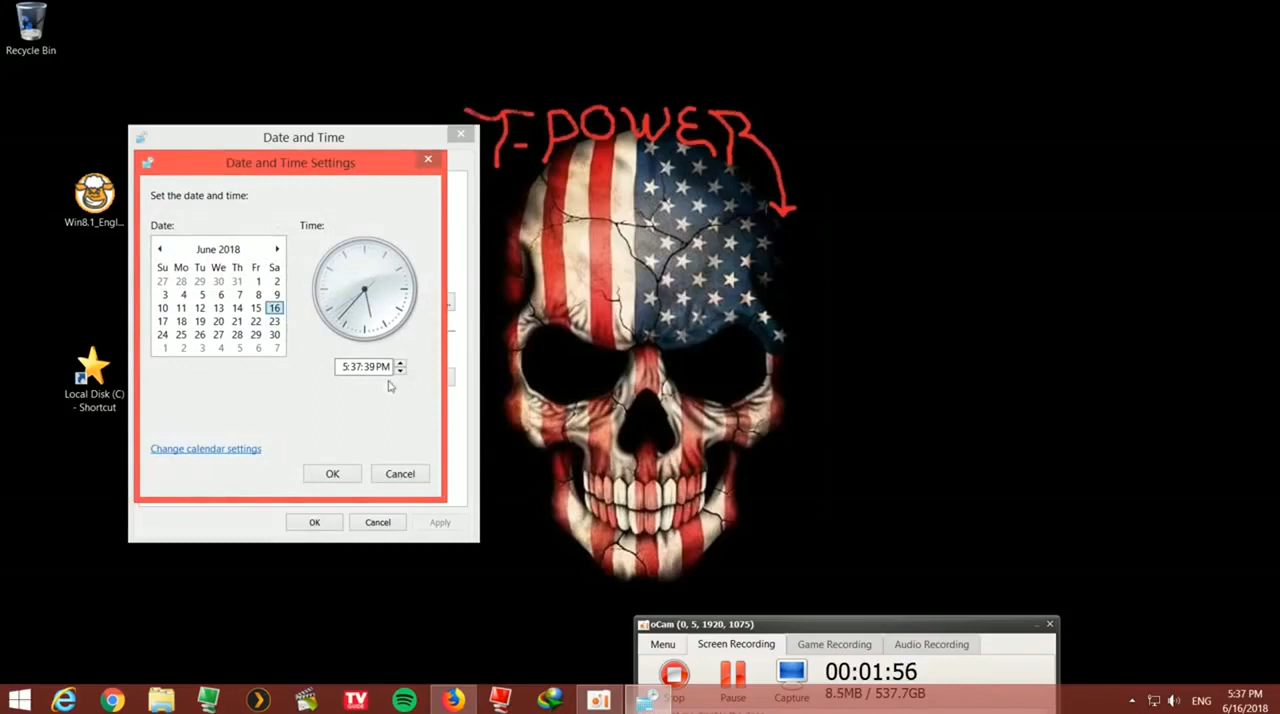 Recycle Bin
T-POWER
Date and Time
Date and Time Settings
Set the date and time:
Date:
Time:
June 2018
Su Mo Tu We Th Fr Sa
27 28 29 30 31 1 2
3 4 5 6 7 8 9
10 11 12 13 14 15 16
17 18 19 20 21 22 23
24 25 26 27 28 29 30
1 2 3 4 5 6 7
5:37:39 PM
Change calendar settings
OK Cancel
OK Cancel Apply
Win8.1_Engl...
Local Disk (C)
- Shortcut
oCam (0, 5, 1920, 1075)
Menu Screen Recording Game Recording Audio Recording
00:01:56
8.5MB / 537.7GB
Stop Pause Capture
TV
ENG
5:37 PM
6/16/2018